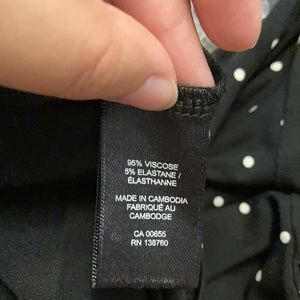 95% VISCOSE
5% ELASTANE /
ÉLASTHANNE
MADE IN CAMBODIA
FABRIQUÉ AU
CAMBODGE
CA 00655
RN 138760